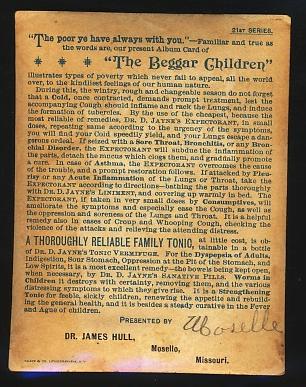 21ST SERIES.
"The poor ye have always with you."—Familiar and true as
the words are, our present Album Card of
"The Beggar Children"
illustrates types of poverty which never fail to appeal, all the world
over, to the kindliest feelings of our human nature.
During this, the wintry, rough and changeable season do not forget
that a Cold, once contracted, demands prompt treatment, lest the
accompanying Cough should inflame and rack the Lungs, and induce
the formation of tubercles. By the use of the cheapest, because the
most reliable of remedies, DR. D. JAYNE'S EXPECTORANT, in small
doses, repeated same according to the urgency of the symptoms,
you will find your Cold speedily yield, and your Lungs escape a dan-
gerous ordeal. If seized with a Sore Throat, Bronchitis, or any Bron-
chial Disorder, the EXPECTORANT will subdue the inflammation of
the parts, detach the mucus which clogs them, and gradually promote
a cure. In case of Asthma, the EXPECTORANT overcomes the cause
of the trouble, and a prompt restoration follows. If attacked by Pleu-
risy or any Acute Inflammation of the Lungs or Throat, take the
EXPECTORANT according to directions—bathing the parts thoroughly
with DR. D. JAYNE'S LINIMENT, and covering up warmly in bed. The
EXPECTORANT, if taken in very small doses by Consumptives, will
ameliorate the symptoms and especially ease the Cough, as well as
the oppression and soreness of the Lungs and Throat. It is a helpful
remedy also in cases of Croup and Whooping Cough, checking the
violence of the attacks and relieving the attending distress.
A THOROUGHLY RELIABLE FAMILY TONIC, at little cost, is ob-
tainable in a bottle
of DR. D. JAYNE'S TONIC VERMIFUGE. For the Dyspepsia of Adults,
Indigestion, Sour Stomach, Oppression at the Pit of the Stomach, and
Low Spirits, it is a most excellent remedy—the bowels being kept open,
when necessary, by DR. D. JAYNE'S SANATIVE PILLS. Worms in
Children it destroys with certainty, removing them, and the various
distressing symptoms to which they give rise. It is a Strengthening
Tonic for feeble, sickly children, renewing the appetite and rebuild-
ing the general health, and it is besides a steady curative in the Fever
and Ague of children.
PRESENTED BY
DR. JAMES HULL,
Mosello,
Missouri.